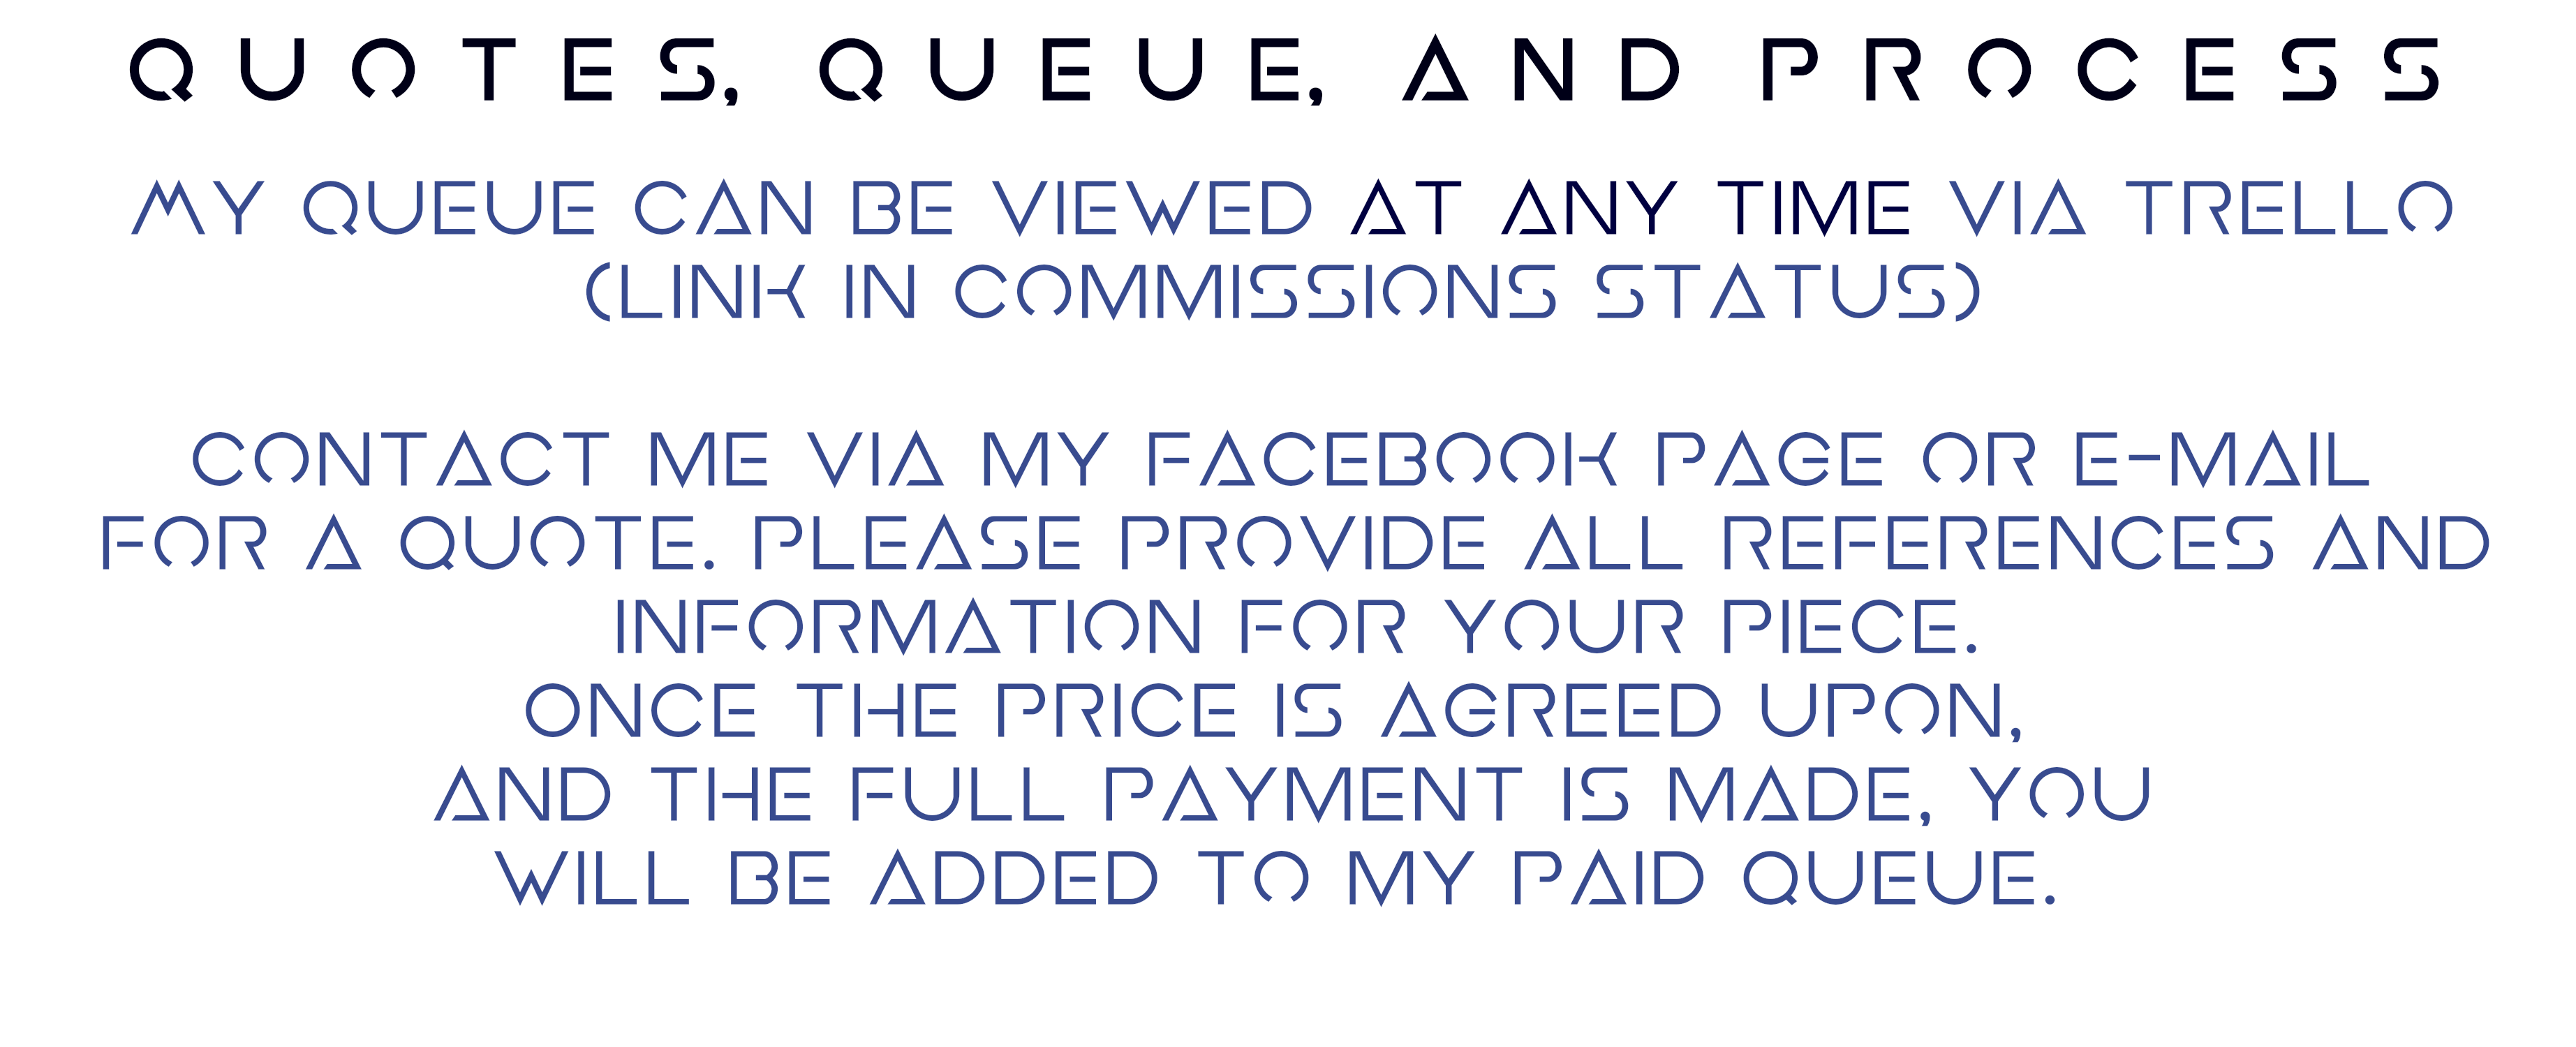 QUOTES, QUEUE, AND PROCESS
MY QUEUE CAN BE VIEWED AT ANY TIME VIA TRELLO
(LINK IN COMMISSIONS STATUS)
CONTACT ME VIA MY FACEBOOK PAGE OR E-MAIL
FOR A QUOTE. PLEASE PROVIDE ALL REFERENCES AND
INFORMATION FOR YOUR PIECE.
ONCE THE PRICE IS AGREED UPON,
AND THE FULL PAYMENT IS MADE, YOU
WILL BE ADDED TO MY PAID QUEUE.